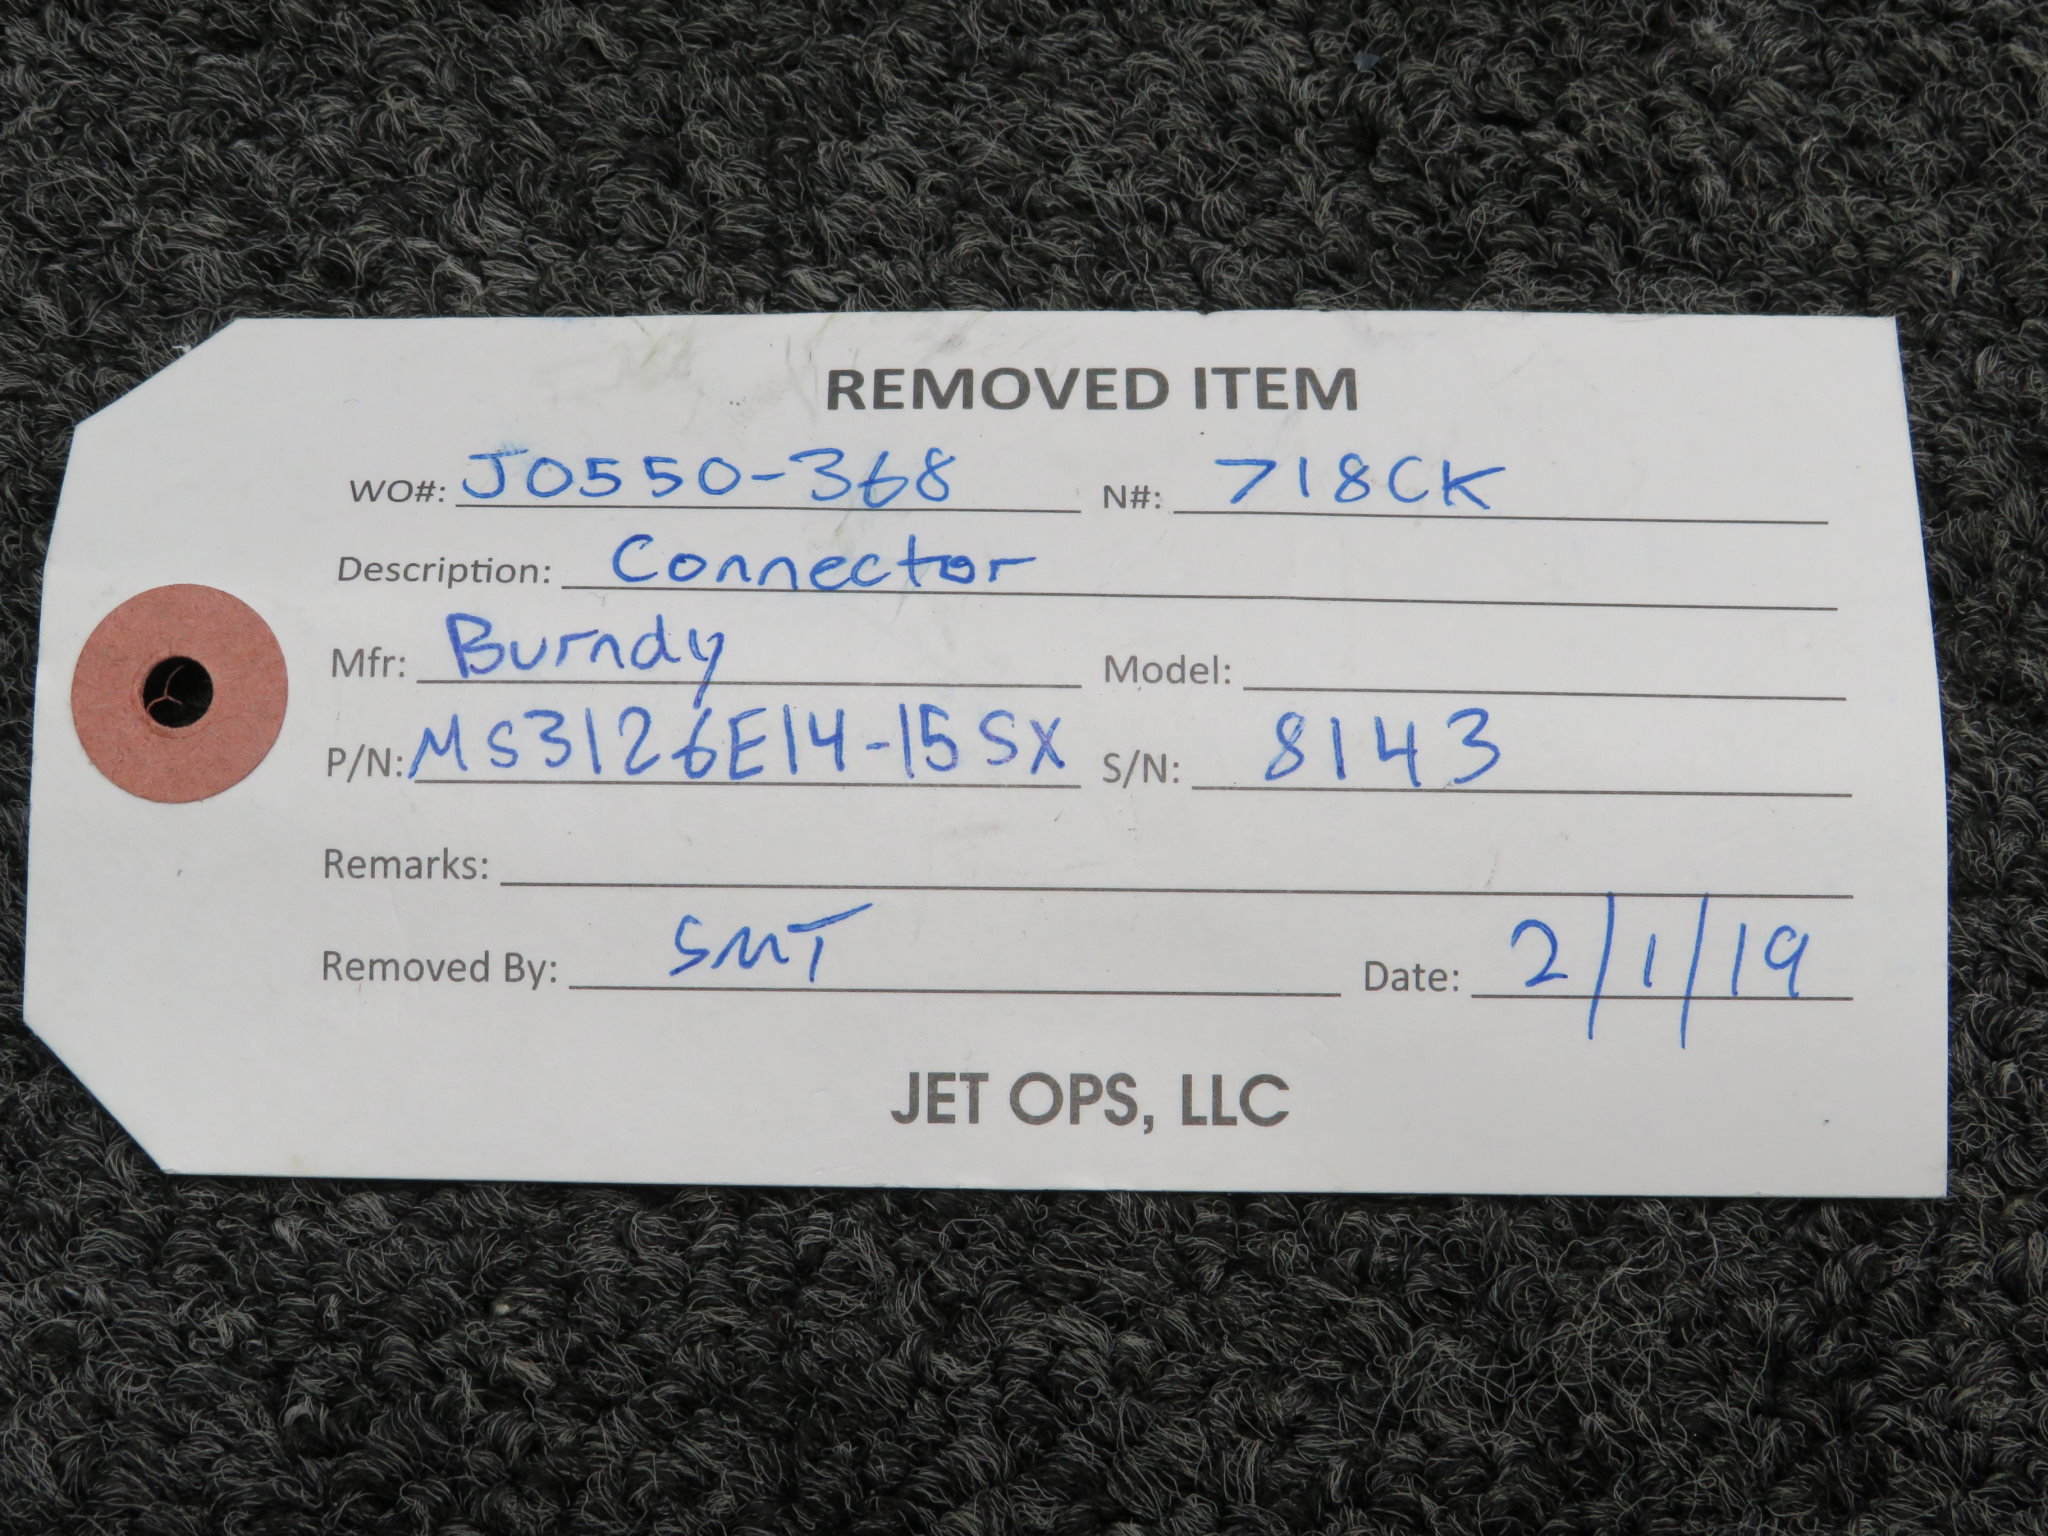 REMOVED ITEM
WO#: JO550-368 N#: 718CK
Description: Connector
Mfr: Burndy Model:
P/N: MS3126E14-15SX S/N: 8143
Remarks:
Removed By: SMT Date: 2/1/19
JET OPS, LLC